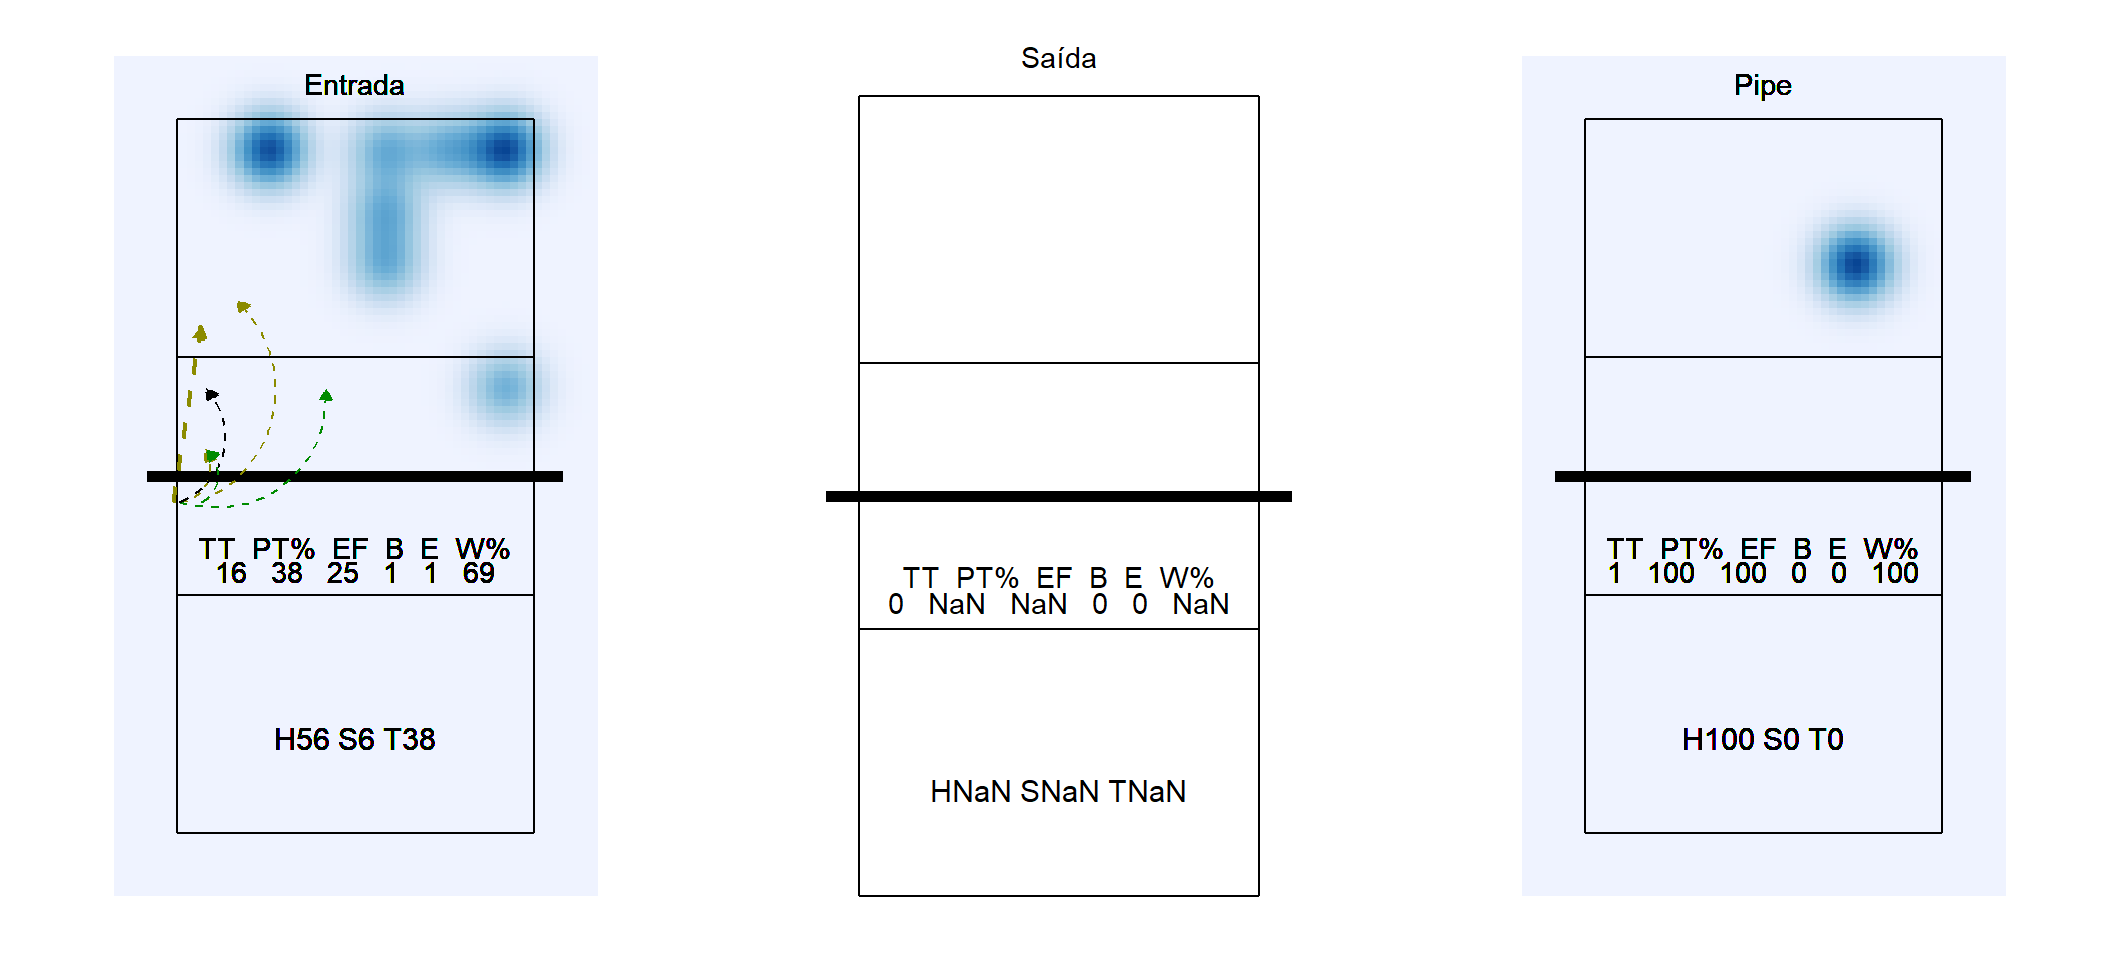 Entrada
TT PT% EF B E W%
16 38 25 1 1 69
H56 S6 T38
Saída
TT PT% EF B E W%
0 NaN NaN 0 0 NaN
HNaN SNaN TNaN
Pipe
TT PT% EF B E W%
1 100 100 0 0 100
H100 S0 T0